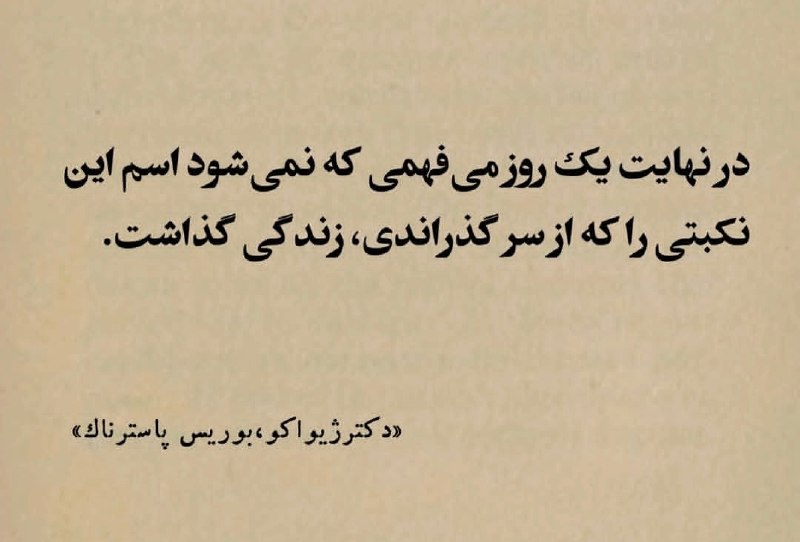 در نهایت یک روز می‌فهمی که نمی‌شود اسم این
نکبتی را که از سر گذراندی، زندگی گذاشت.
«دکتر ژیواکو، بوریس پاسترناك»